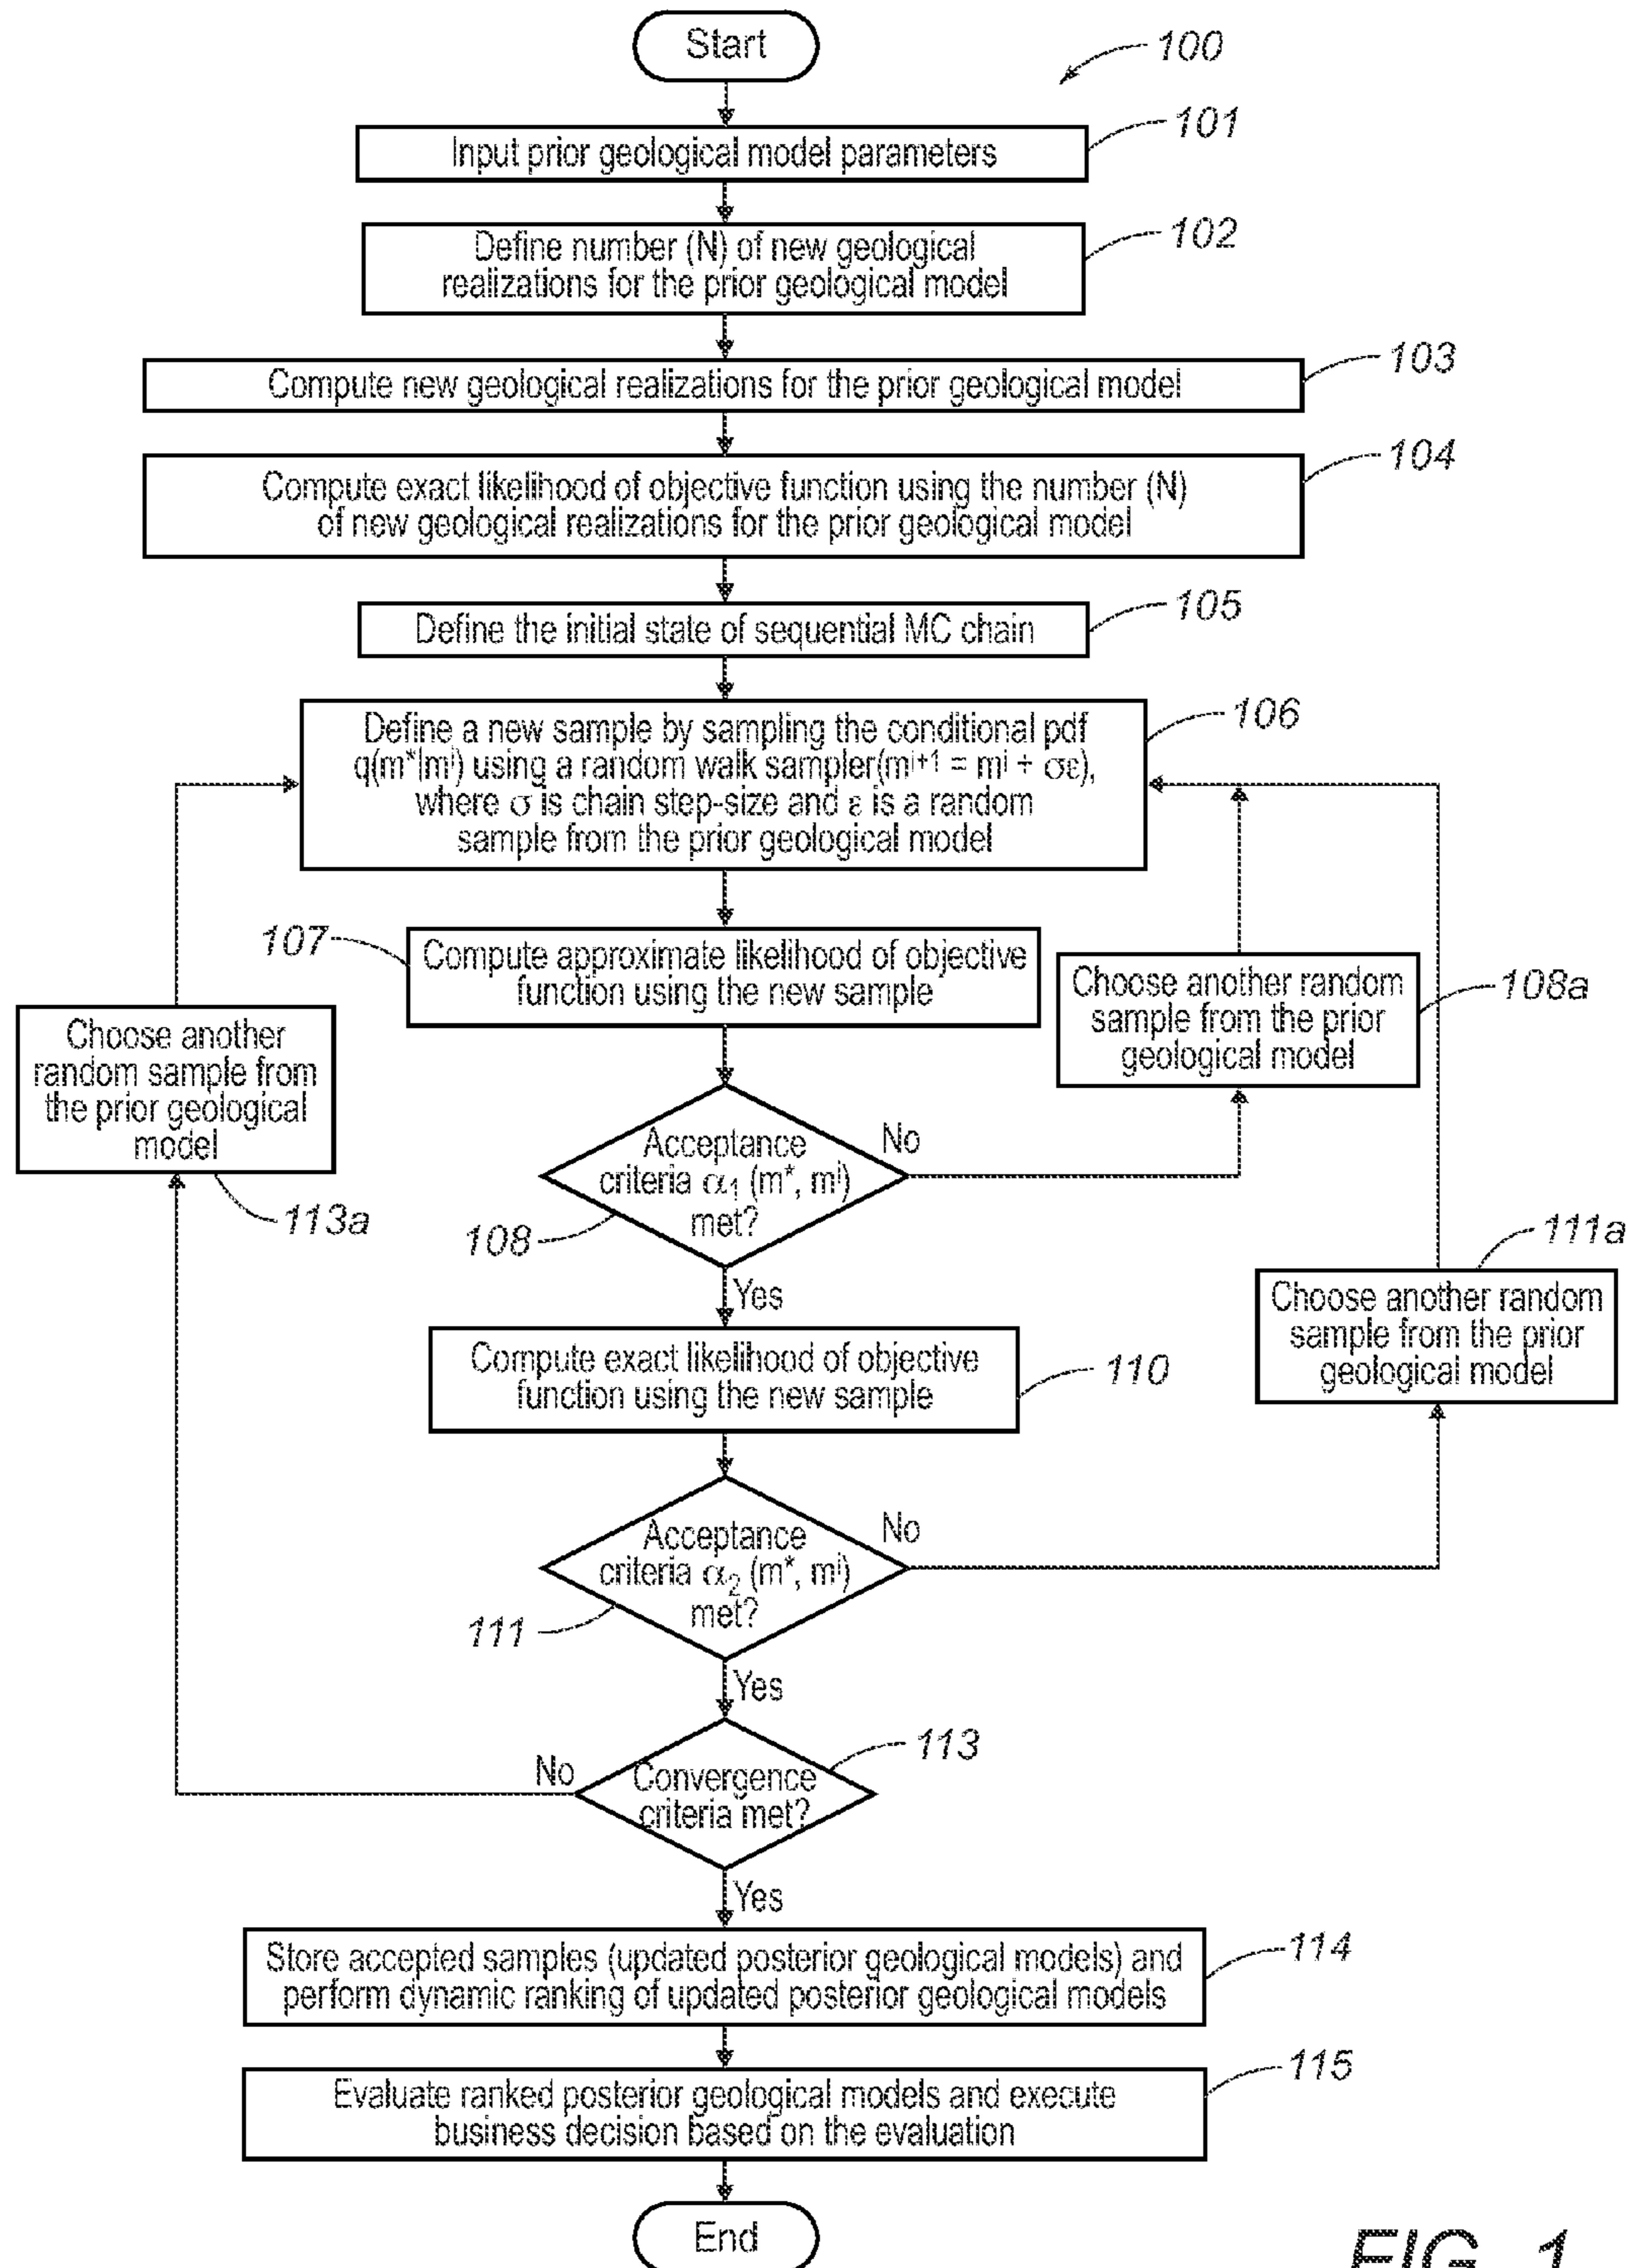 Start
100
101
Input prior geological model parameters
102
Define number (N) of new geological
realizations for the prior geological model
103
Compute new geological realizations for the prior geological model
104
Compute exact likelihood of objective function using the number (N)
of new geological realizations for the prior geological model
105
Define the initial state of sequential MC chain
106
Define a new sample by sampling the conditional pdf
q(m*|mʲ) using a random walk sampler(mʲ⁺¹ = mʲ + σε),
where σ is chain step-size and ε is a random
sample from the prior geological model
107
Compute approximate likelihood of objective
function using the new sample
108a
Choose another random
sample from the prior
geological model
Choose another
random sample from
the prior geological
model
113a
Acceptance
criteria α₁ (m*, mʲ)
met?
No
108
Yes
111a
Choose another random
sample from the prior
geological model
Compute exact likelihood of objective
function using the new sample
110
Acceptance
criteria α₂ (m*, mʲ)
met?
No
111
Yes
113
No
Convergence
criteria met?
Yes
114
Store accepted samples (updated posterior geological models) and
perform dynamic ranking of updated posterior geological models
115
Evaluate ranked posterior geological models and execute
business decision based on the evaluation
End
FIG. 1